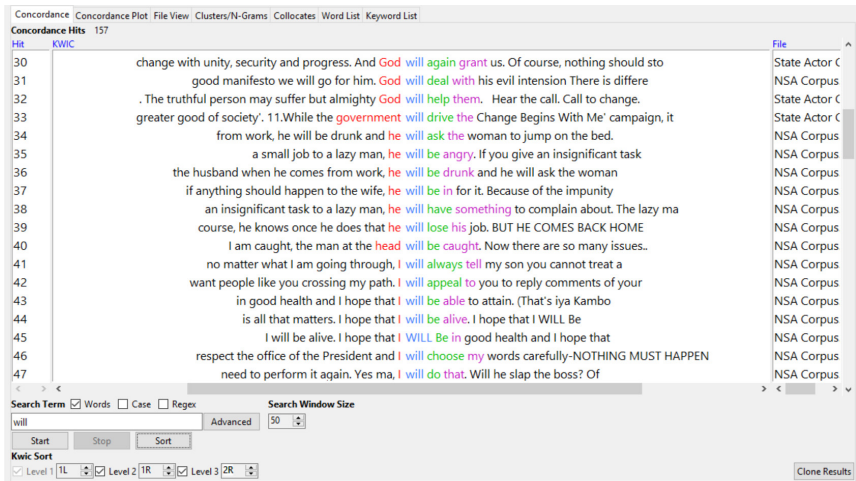 Concordance Concordance Plot File View Clusters/N-Grams Collocates Word List Keyword List
Concordance Hits 157
Hit KWIC File
30 change with unity, security and progress. And God will again grant us. Of course, nothing should sto State Actor C
31 good manifesto we will go for him. God will deal with his evil intension There is differe NSA Corpus
32 . The truthful person may suffer but almighty God will help them. Hear the call. Call to change. State Actor C
33 greater good of society'. 11.While the government will drive the Change Begins With Me' campaign, it State Actor C
34 from work, he will be drunk and he will ask the woman to jump on the bed. NSA Corpus
35 a small job to a lazy man, he will be angry. If you give an insignificant task NSA Corpus
36 the husband when he comes from work, he will be drunk and he will ask the woman NSA Corpus
37 if anything should happen to the wife, he will be in for it. Because of the impunity NSA Corpus
38 an insignificant task to a lazy man, he will have something to complain about. The lazy ma NSA Corpus
39 course, he knows once he does that he will lose his job. BUT HE COMES BACK HOME NSA Corpus
40 I am caught, the man at the head will be caught. Now there are so many issues.. NSA Corpus
41 no matter what I am going through, I will always tell my son you cannot treat a NSA Corpus
42 want people like you crossing my path. I will appeal to you to reply comments of your NSA Corpus
43 in good health and I hope that I will be able to attain. (That's iya Kambo NSA Corpus
44 is all that matters. I hope that I will be alive. I hope that I WILL Be NSA Corpus
45 I will be alive. I hope that I WILL Be in good health and I hope that NSA Corpus
46 respect the office of the President and I will choose my words carefully-NOTHING MUST HAPPEN NSA Corpus
47 need to perform it again. Yes ma, I will do that. Will he slap the boss? Of NSA Corpus
Search Term Words Case Regex Search Window Size
will Advanced 50
Start Stop Sort
Kwic Sort
Level 1 1L Level 2 1R Level 3 2R Clone Results